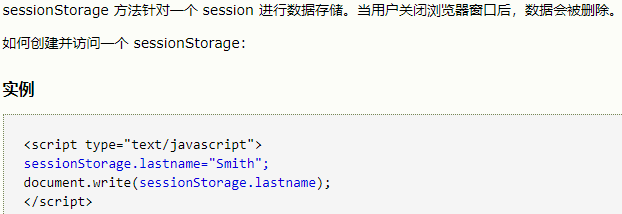 sessionStorage 方法针对一个 session 进行数据存储。当用户关闭浏览器窗口后，数据会被删除。
如何创建并访问一个 sessionStorage：
实例
<script type="text/javascript">
sessionStorage.lastname="Smith";
document.write(sessionStorage.lastname);
</script>